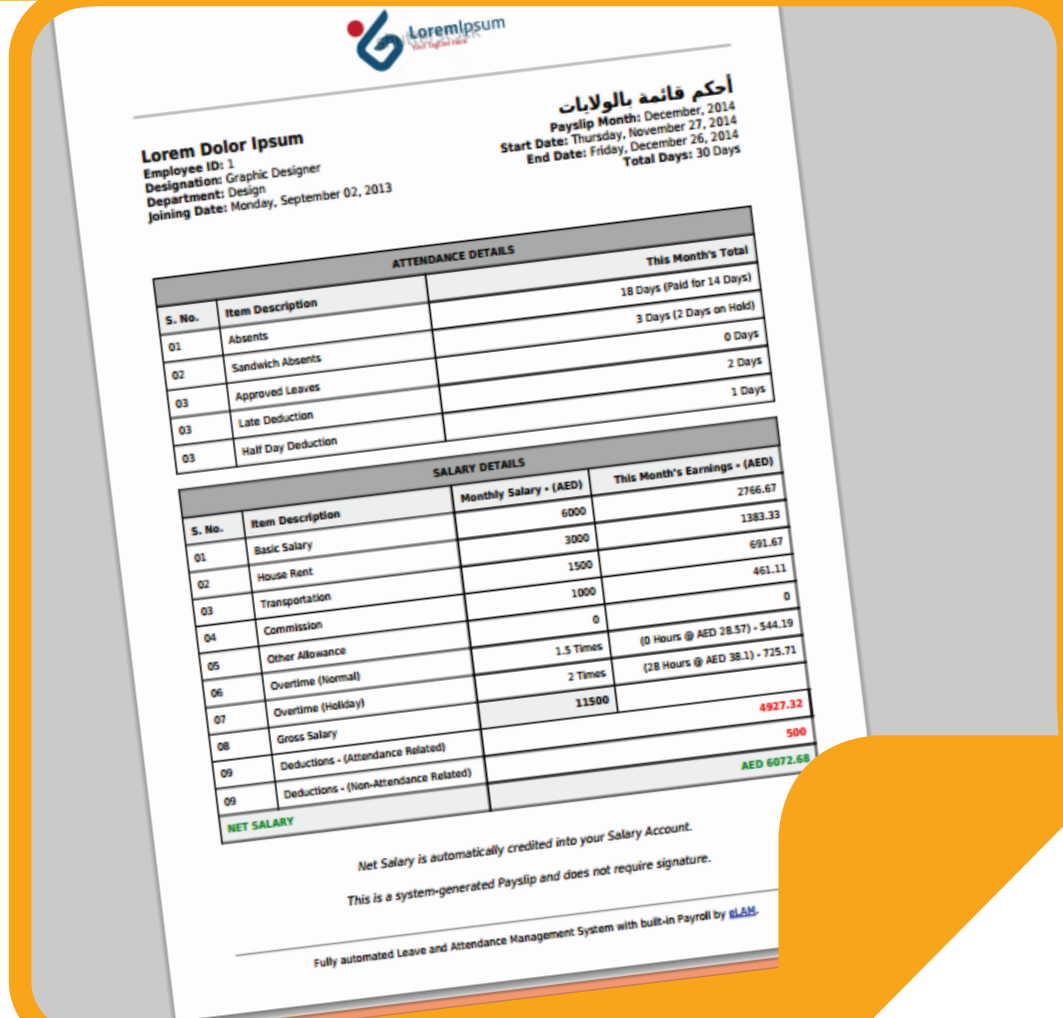 LoremIpsum
Your Tagline Here
shutterstock
أحكم قائمة بالولايات
Payslip Month: December, 2014
Start Date: Thursday, November 27, 2014
End Date: Friday, December 26, 2014
Total Days: 30 Days
Lorem Dolor Ipsum
Employee ID: 1
Designation: Graphic Designer
Department: Design
Joining Date: Monday, September 02, 2013
ATTENDANCE DETAILS
S. No. Item Description This Month's Total
01 Absents 18 Days (Paid for 14 Days)
02 Sandwich Absents 3 Days (2 Days on Hold)
03 Approved Leaves 0 Days
03 Late Deduction 2 Days
03 Half Day Deduction 1 Days
SALARY DETAILS
S. No. Item Description Monthly Salary - (AED) This Month's Earnings - (AED)
01 Basic Salary 6000 2766.67
02 House Rent 3000 1383.33
03 Transportation 1500 691.67
04 Commission 1000 461.11
05 Other Allowance 0 0
06 Overtime (Normal) 1.5 Times (0 Hours @ AED 28.57) - 544.19
07 Overtime (Holiday) 2 Times (28 Hours @ AED 38.1) - 725.71
08 Gross Salary 11500
09 Deductions - (Attendance Related) 4927.32
09 Deductions - (Non-Attendance Related) 500
NET SALARY AED 6072.68
Net Salary is automatically credited into your Salary Account.
This is a system-generated Payslip and does not require signature.
Fully automated Leave and Attendance Management System with built-in Payroll by eLAM.